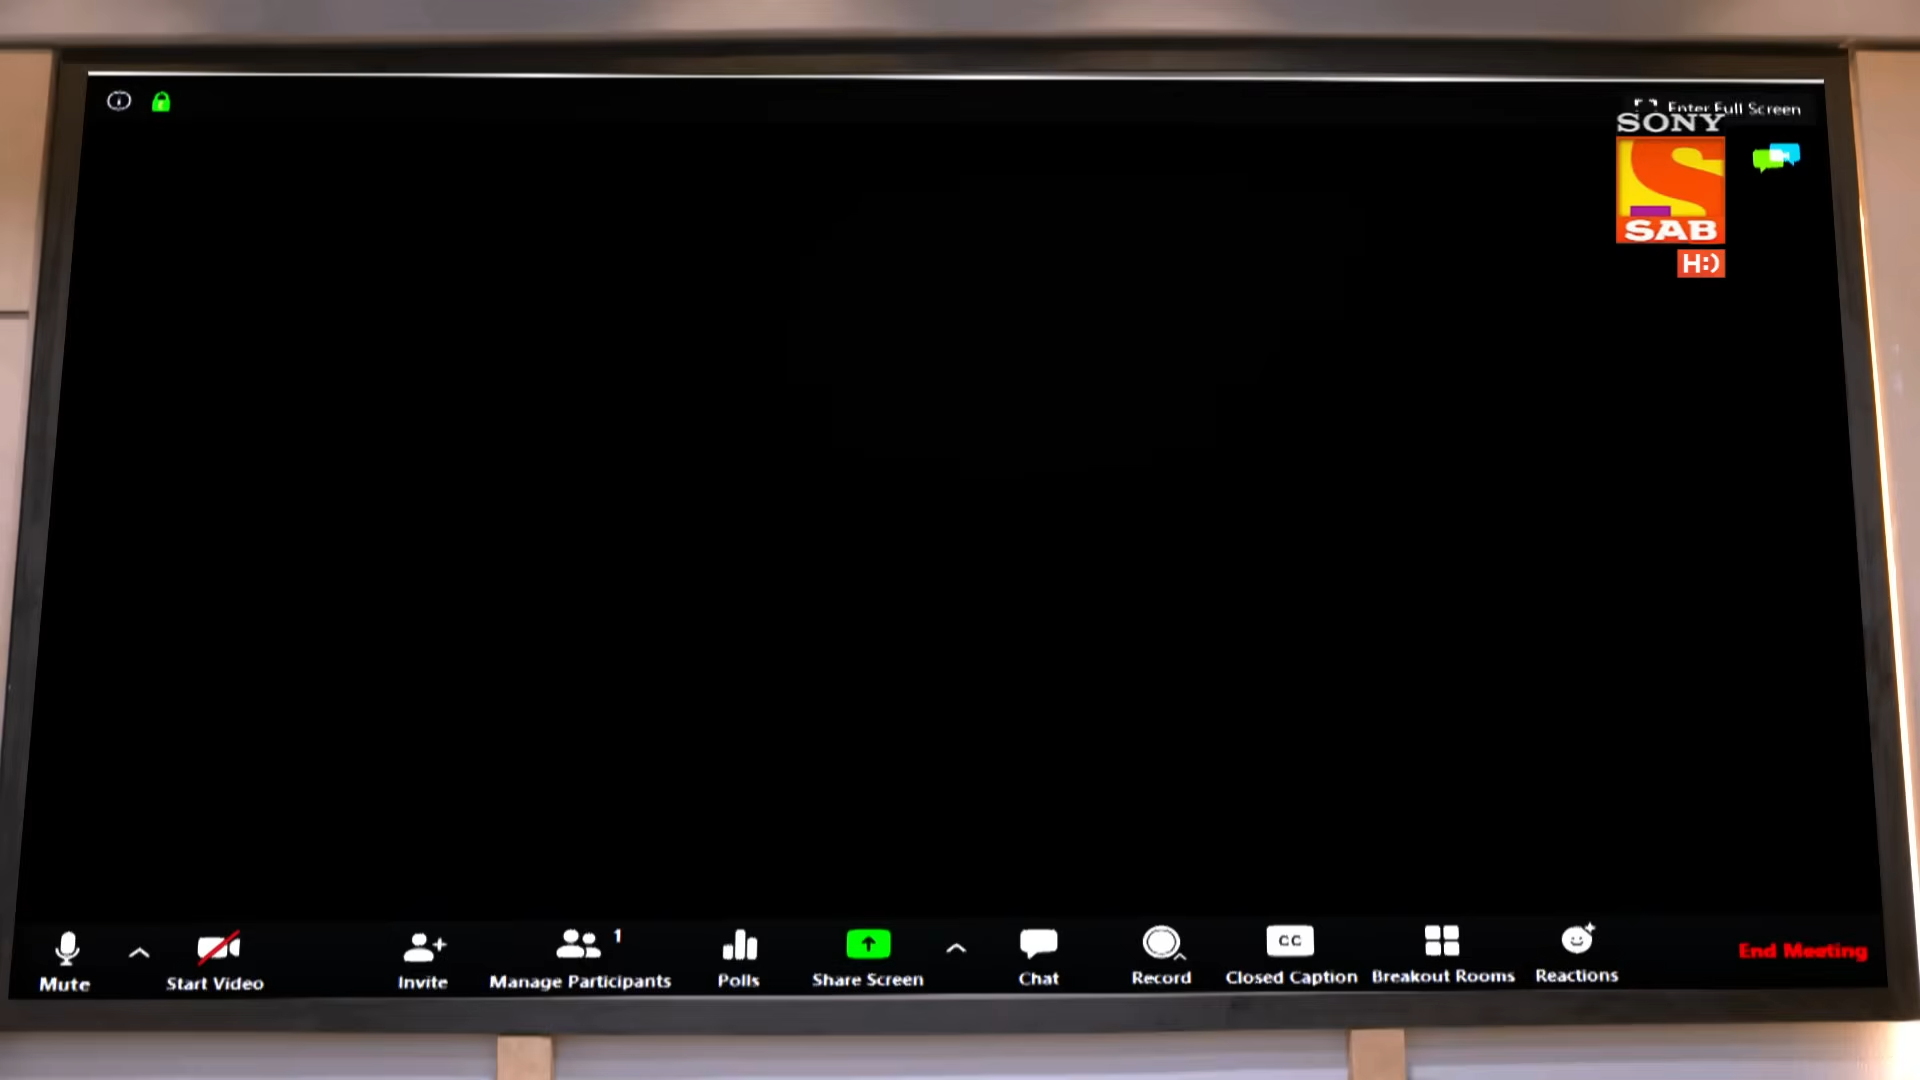 Enter Full Screen
SONY
SAB
H:)
1
CC
Mute
Start Video
Invite
Manage Participants
Polls
Share Screen
Chat
Record
Closed Caption
Breakout Rooms
Reactions
End Meeting